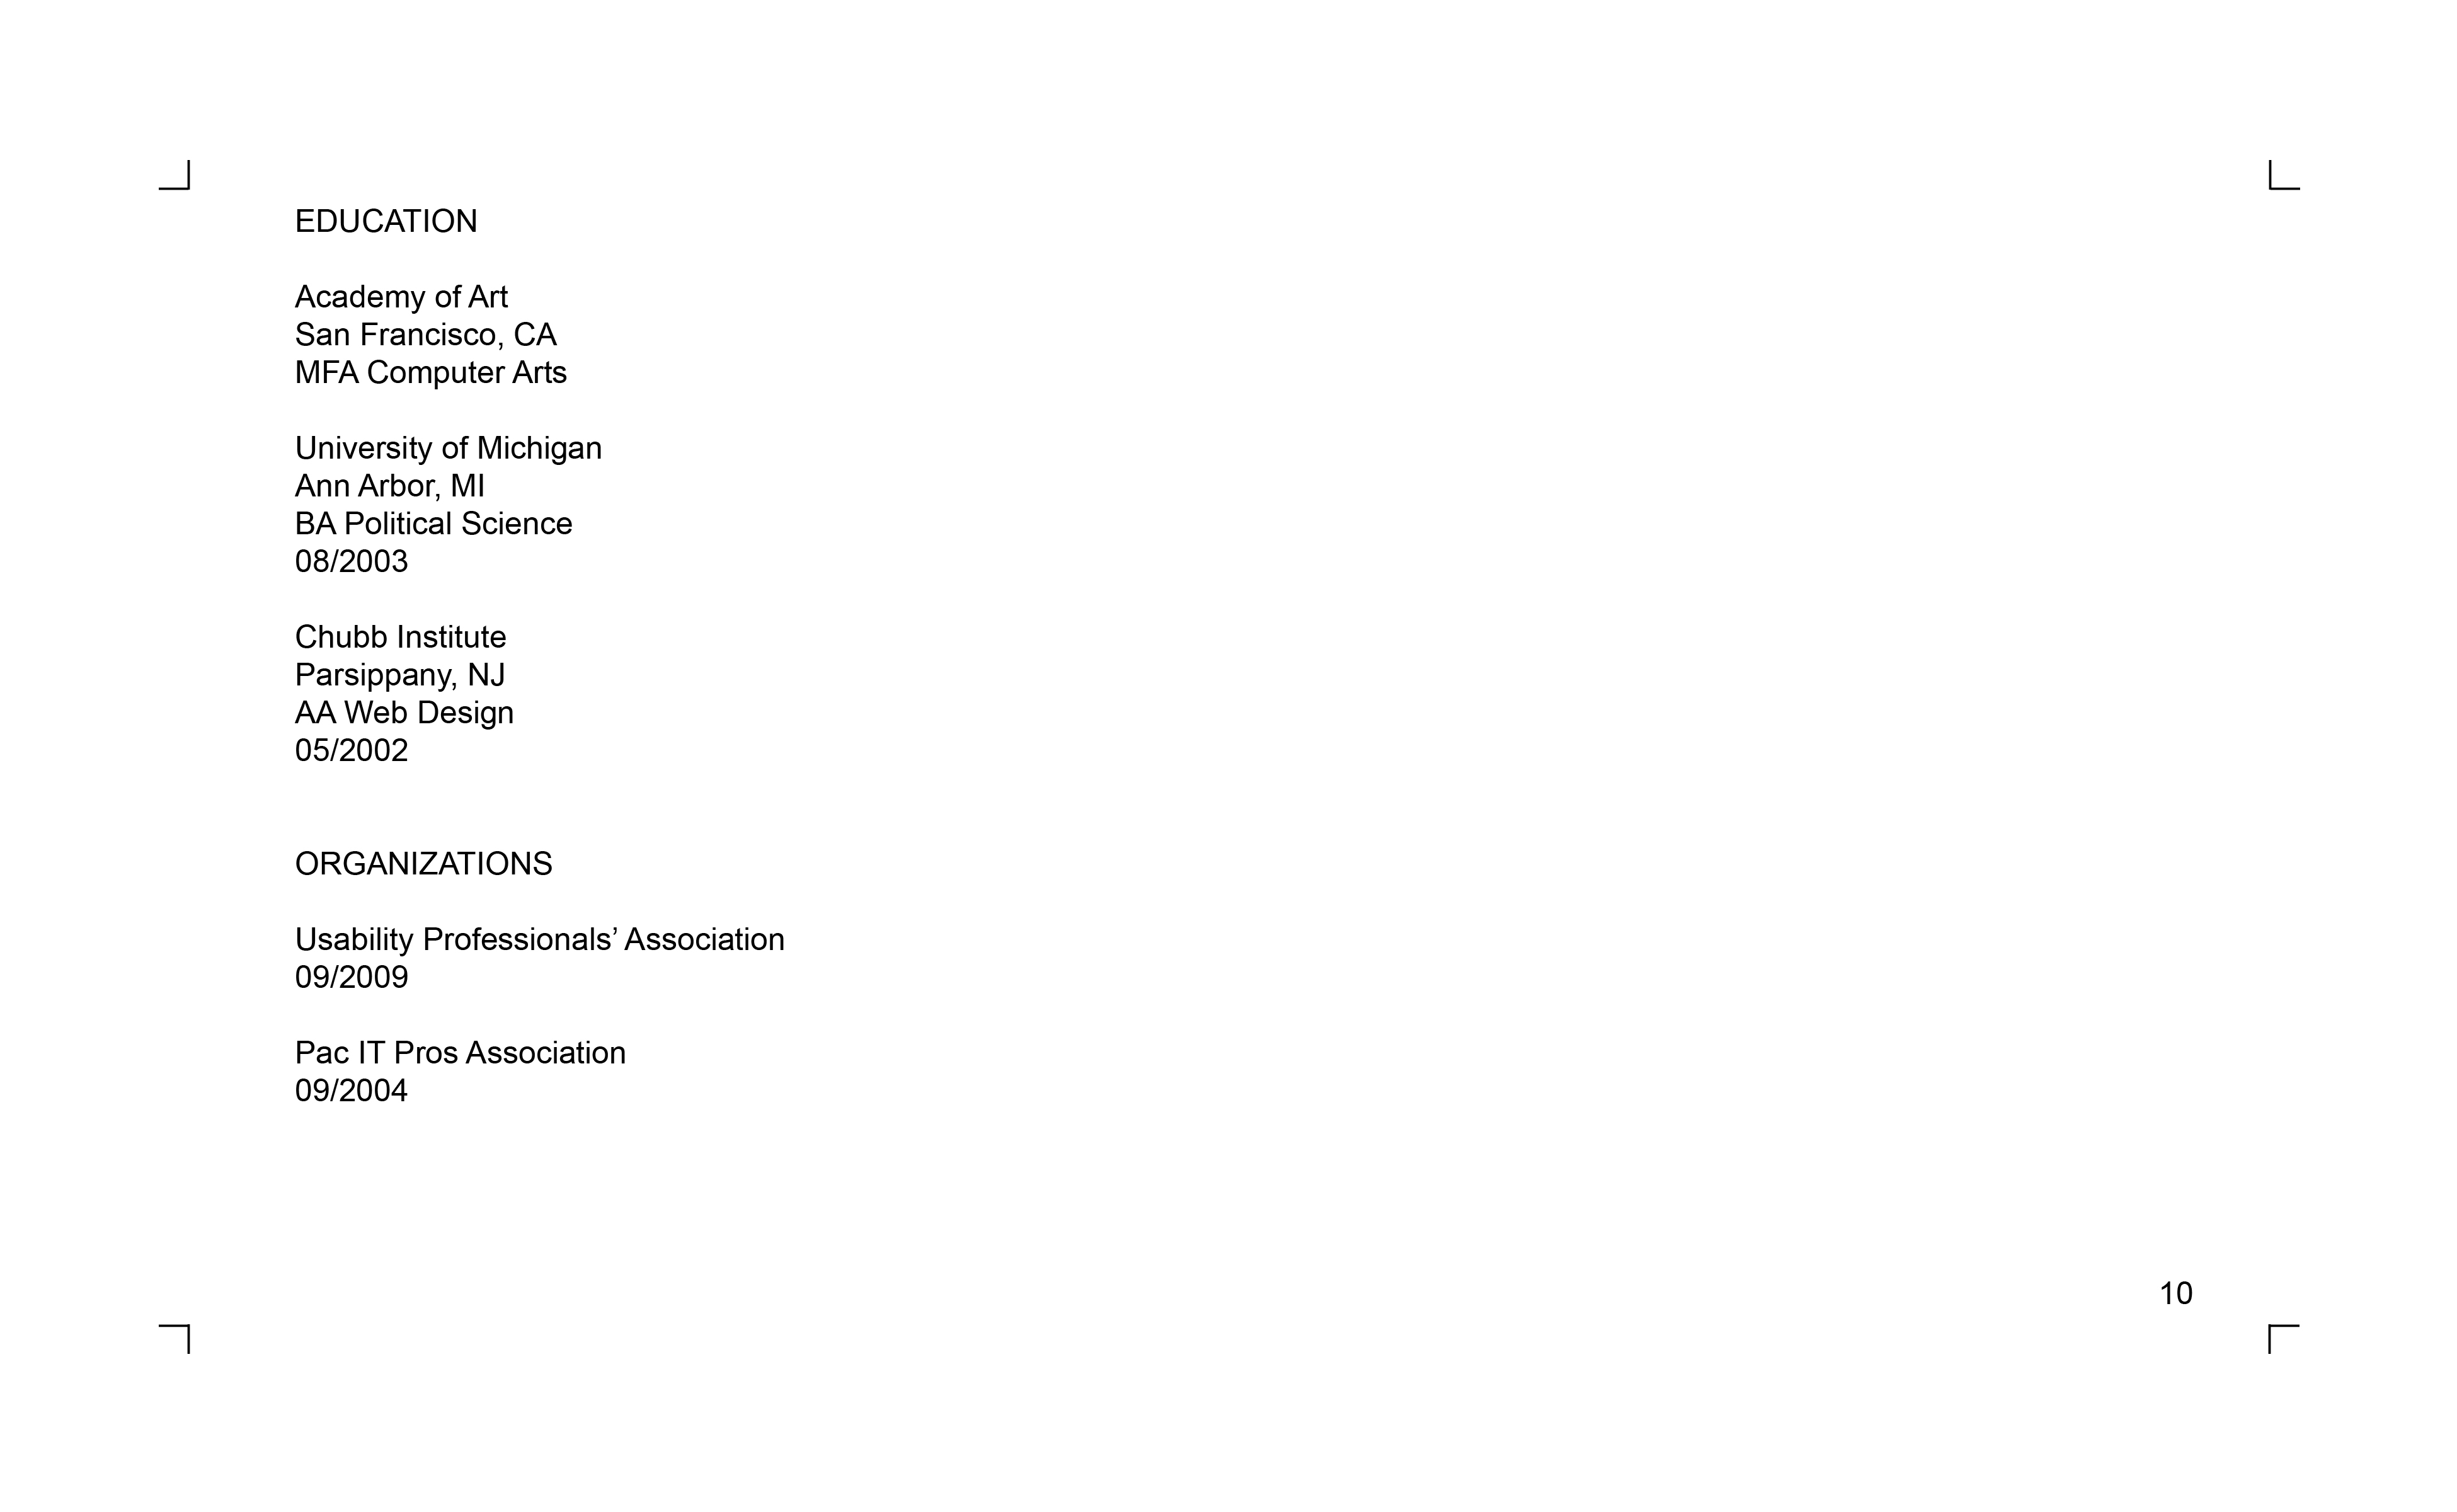 EDUCATION
Academy of Art
San Francisco, CA
MFA Computer Arts
University of Michigan
Ann Arbor, MI
BA Political Science
08/2003
Chubb Institute
Parsippany, NJ
AA Web Design
05/2002
ORGANIZATIONS
Usability Professionals’ Association
09/2009
Pac IT Pros Association
09/2004
10